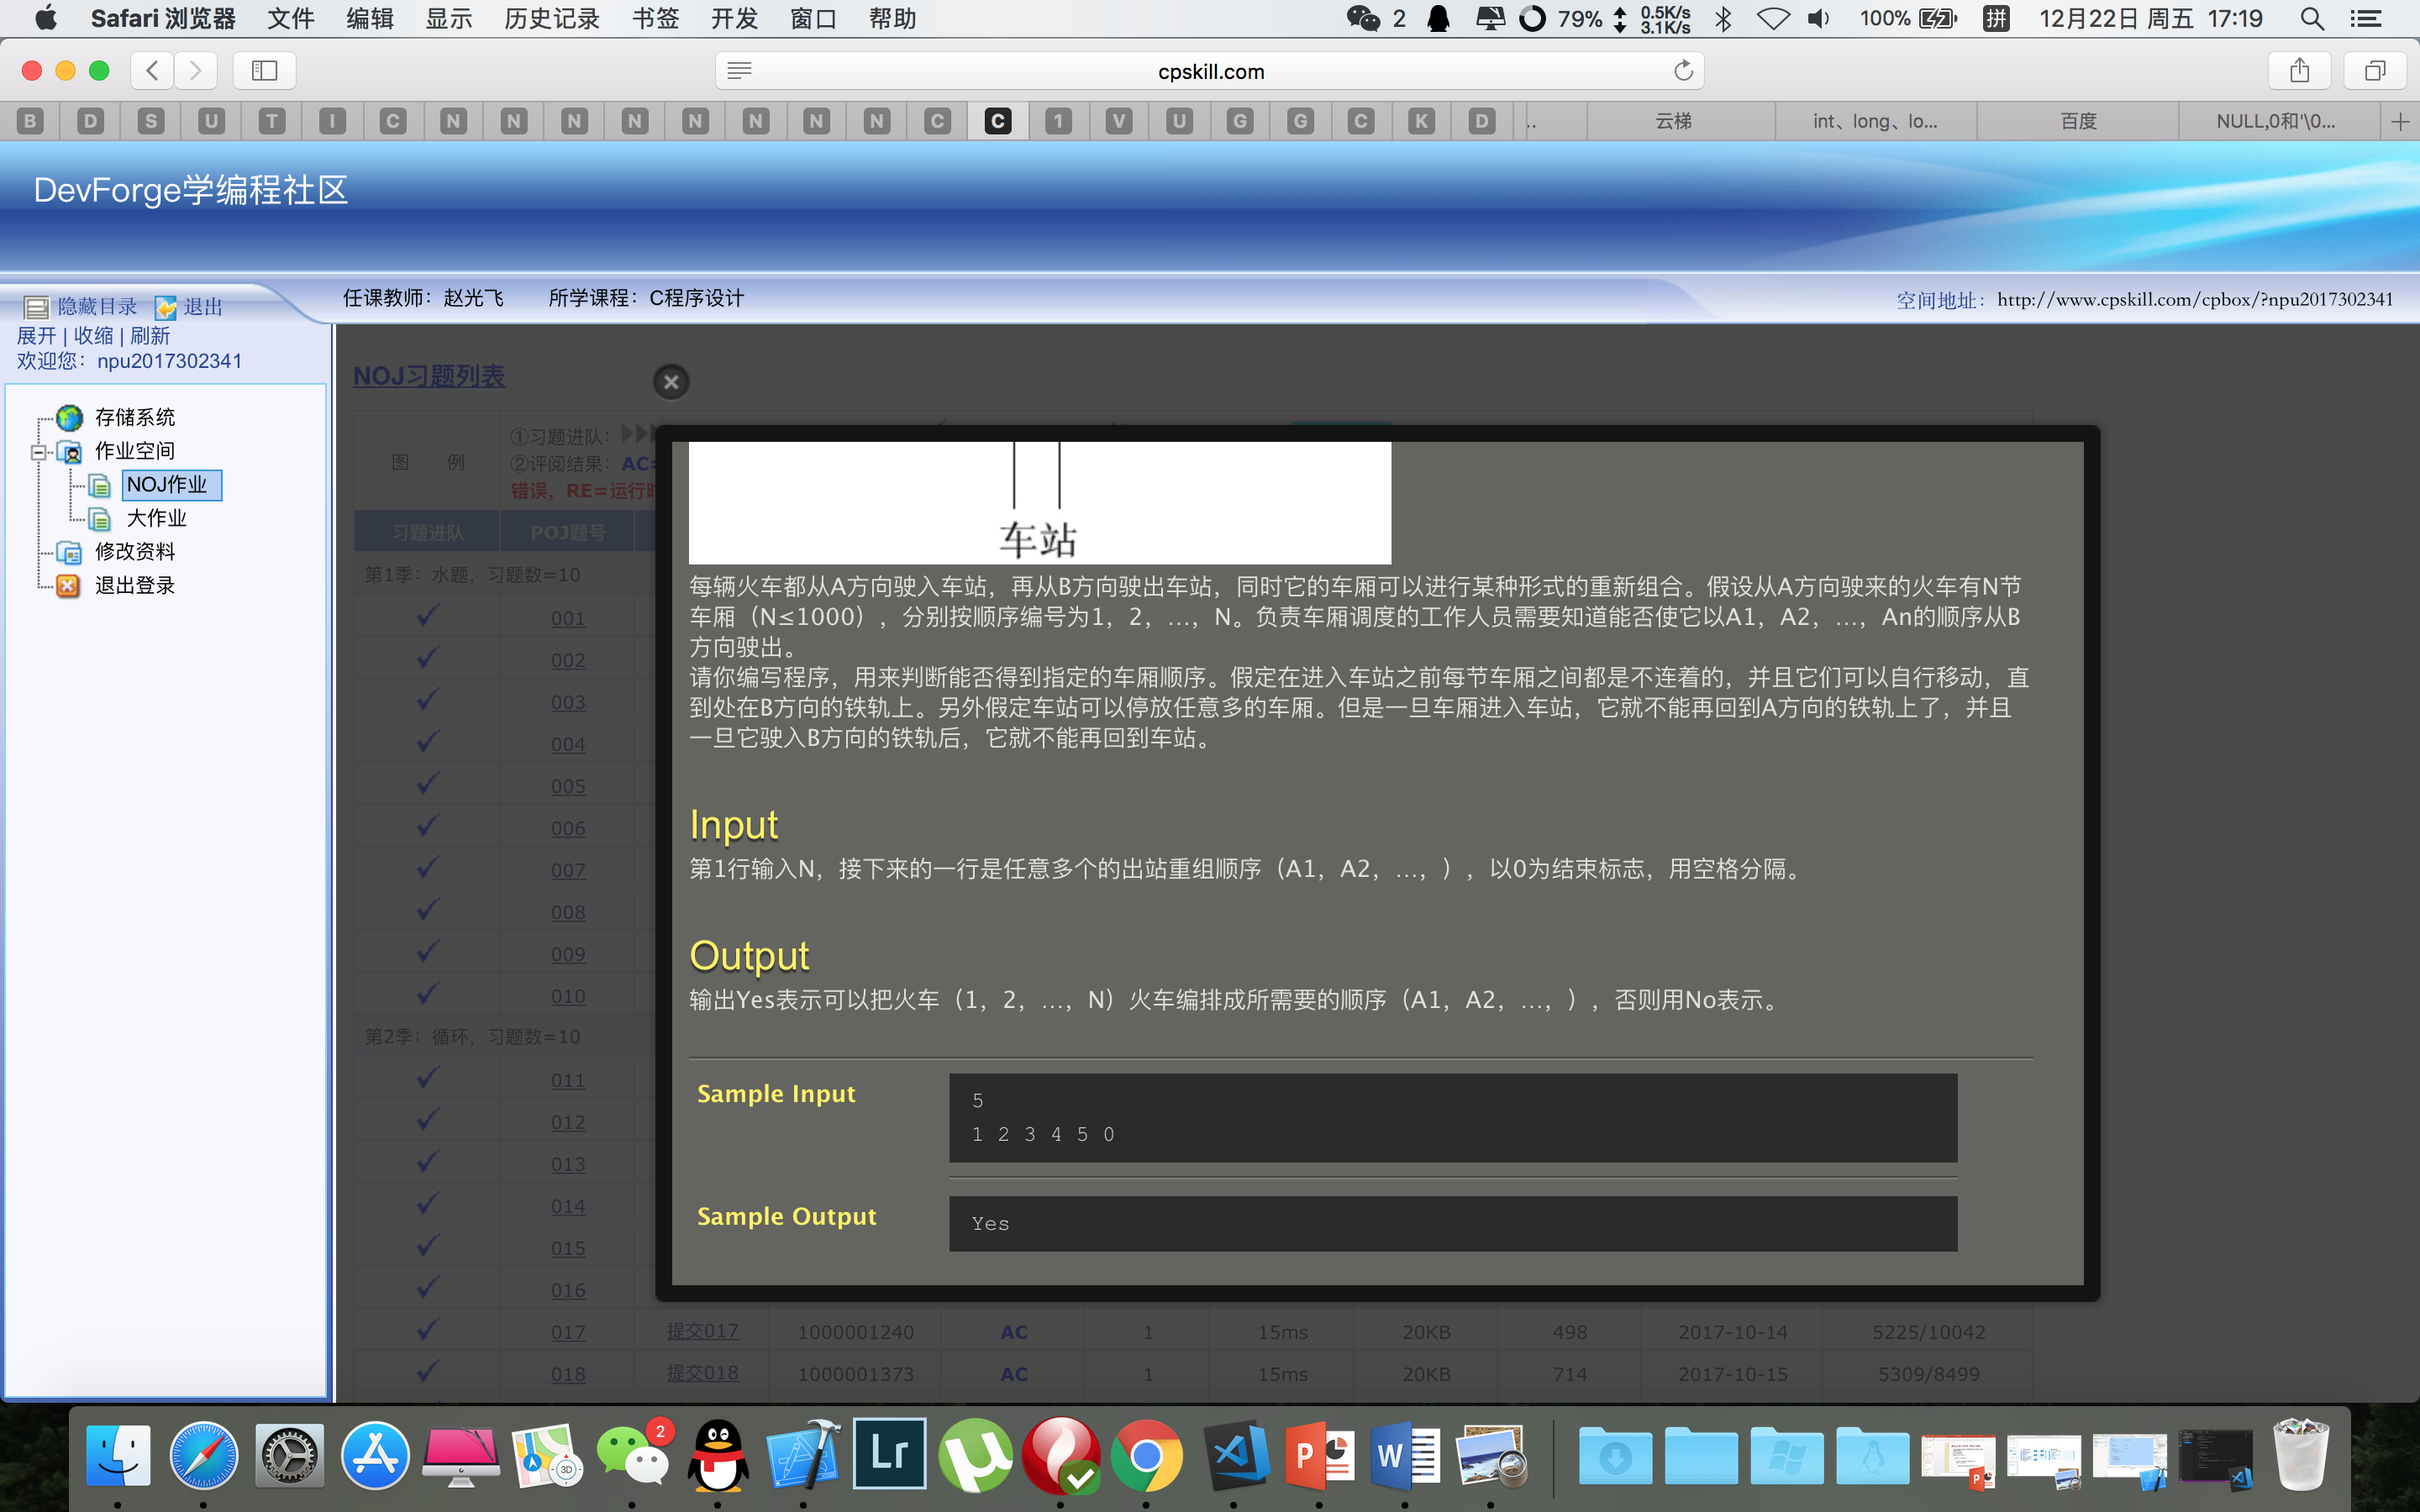 Safari 浏览器 文件 编辑 显示 历史记录 书签 开发 窗口 帮助 2 79% 0.5K/s 3.1K/s 100% 拼 12月22日 周五 17:19
cpskill.com
B D S U T I C N N N N N N N N C C 1 V U G G C K D .. 云梯 int、long、lo... 百度 NULL,0和'\0...
DevForge学编程社区
隐藏目录 退出
任课教师：赵光飞 所学课程：C程序设计
空间地址：http://www.cpskill.com/cpbox/?npu2017302341
展开 | 收缩 | 刷新
欢迎您：npu2017302341
存储系统
作业空间
NOJ作业
大作业
修改资料
退出登录
NOJ习题列表
图 例
①习题进队：
②评阅结果：AC=
错误，RE=运行时
习题进队 POJ题号
第1季：水题，习题数=10
001
002
003
004
005
006
007
008
009
010
第2季：循环，习题数=10
011
012
013
014
015
016
017 提交017 1000001240 AC 1 15ms 20KB 498 2017-10-14 5225/10042
018 提交018 1000001373 AC 1 15ms 20KB 714 2017-10-15 5309/8499
车站
每辆火车都从A方向驶入车站，再从B方向驶出车站，同时它的车厢可以进行某种形式的重新组合。假设从A方向驶来的火车有N节
车厢（N≤1000），分别按顺序编号为1，2，…，N。负责车厢调度的工作人员需要知道能否使它以A1，A2，…，An的顺序从B
方向驶出。
请你编写程序，用来判断能否得到指定的车厢顺序。假定在进入车站之前每节车厢之间都是不连着的，并且它们可以自行移动，直
到处在B方向的铁轨上。另外假定车站可以停放任意多的车厢。但是一旦车厢进入车站，它就不能再回到A方向的铁轨上了，并且
一旦它驶入B方向的铁轨后，它就不能再回到车站。
Input
第1行输入N，接下来的一行是任意多个的出站重组顺序（A1，A2，…，），以0为结束标志，用空格分隔。
Output
输出Yes表示可以把火车（1，2，…，N）火车编排成所需要的顺序（A1，A2，…，），否则用No表示。
Sample Input
5
1 2 3 4 5 0
Sample Output
Yes
3D
2
Lr
P
W